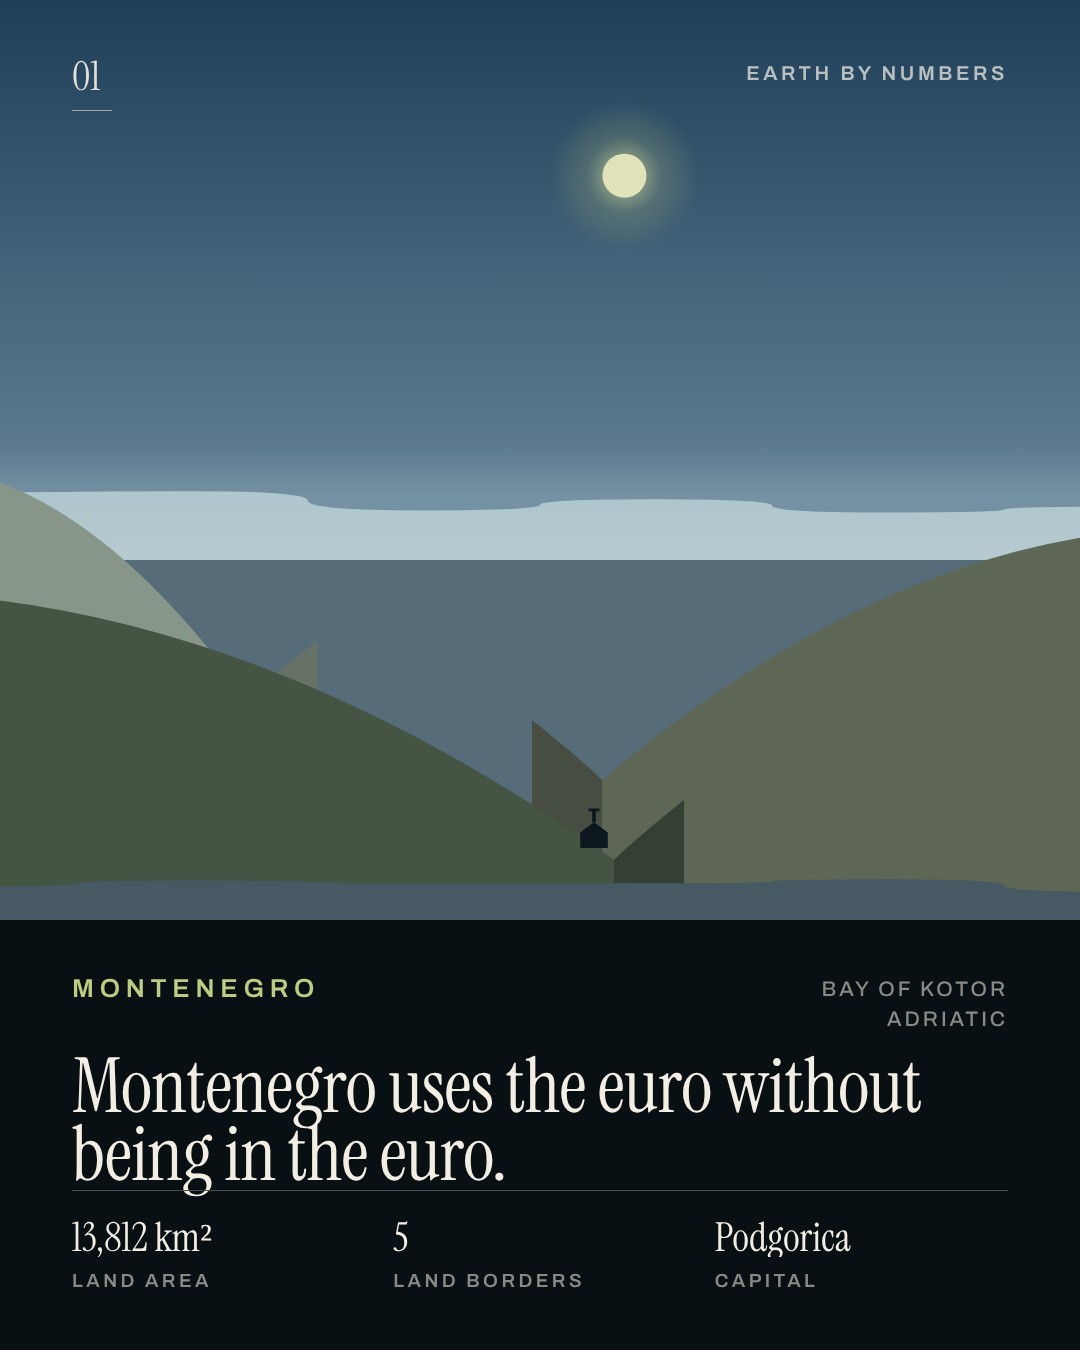 01
EARTH BY NUMBERS
MONTENEGRO
BAY OF KOTOR
ADRIATIC
Montenegro uses the euro without
being in the euro.
13,812 km²
LAND AREA
5
LAND BORDERS
Podgorica
CAPITAL